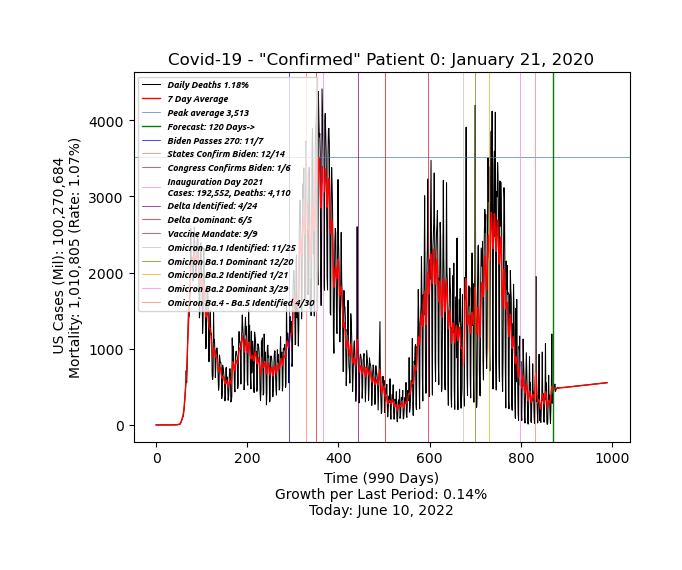 Covid-19 - "Confirmed" Patient 0: January 21, 2020
Daily Deaths 1.18%
7 Day Average
Peak average 3,513
Forecast: 120 Days->
Biden Passes 270: 11/7
States Confirm Biden: 12/14
Congress Confirms Biden: 1/6
Inauguration Day 2021
Cases: 192,552, Deaths: 4,110
Delta Identified: 4/24
Delta Dominant: 6/5
Vaccine Mandate: 9/9
Omicron Ba.1 Identified: 11/25
Omicron Ba.1 Dominant 12/20
Omicron Ba.2 Identified 1/21
Omicron Ba.2 Dominant 3/29
Omicron Ba.4 - Ba.5 Identified 4/30
4000
3000
2000
1000
0
US Cases (Mil): 100,270,684
Mortality: 1,010,805 (Rate: 1.07%)
0 200 400 600 800 1000
Time (990 Days)
Growth per Last Period: 0.14%
Today: June 10, 2022